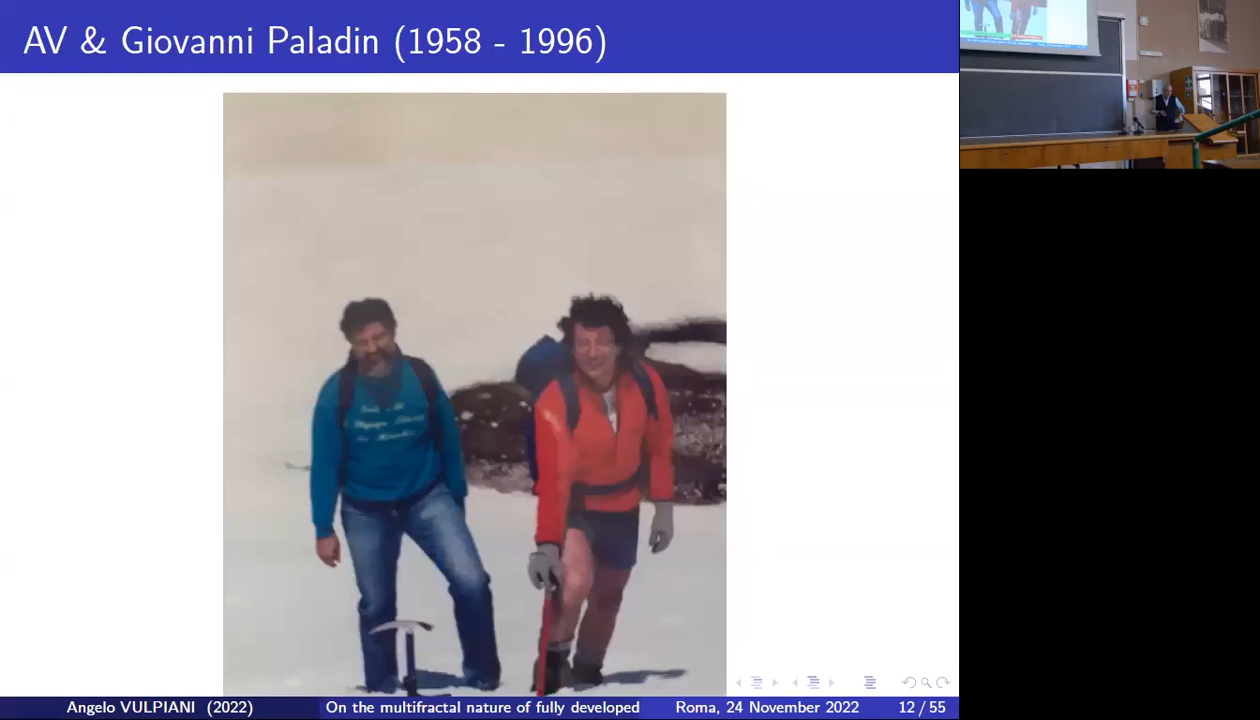 AV & Giovanni Paladin (1958 - 1996)
Angelo VULPIANI (2022)
On the multifractal nature of fully developed
Roma, 24 November 2022
12 / 55